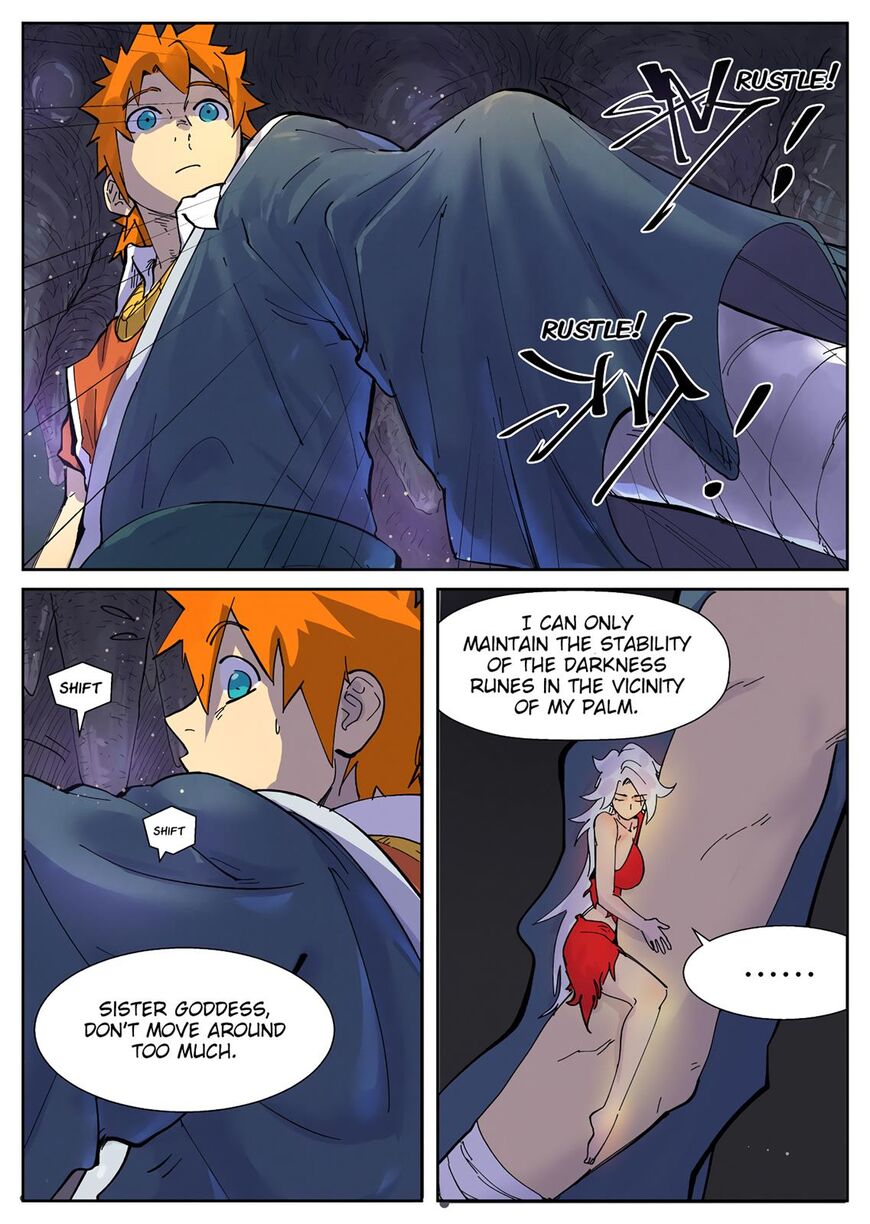 RUSTLE!
RUSTLE!
SHIFT
SHIFT
SISTER GODDESS,
DON'T MOVE AROUND
TOO MUCH.
I CAN ONLY
MAINTAIN THE STABILITY
OF THE DARKNESS
RUNES IN THE VICINITY
OF MY PALM.
......